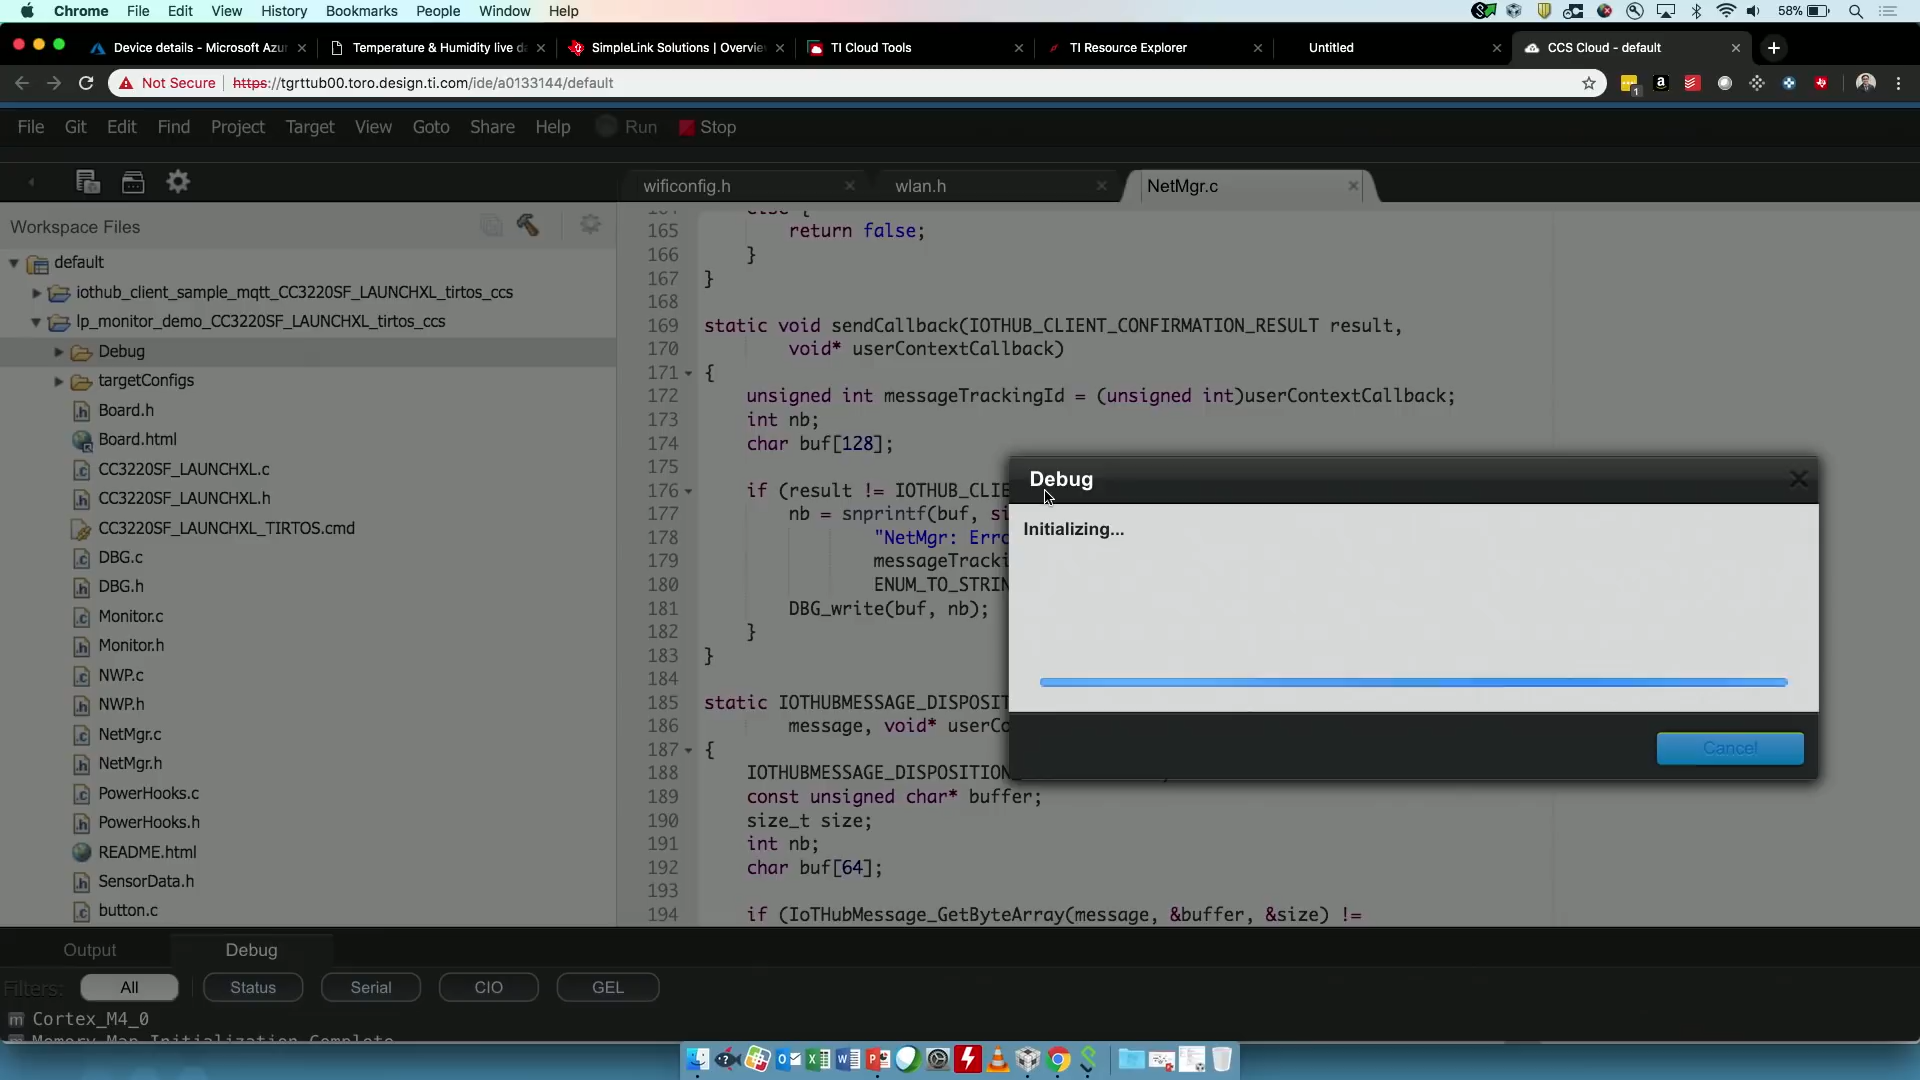 Chrome File Edit View History Bookmarks People Window Help 58%
Device details - Microsoft Azur Temperature & Humidity live da SimpleLink Solutions | Overvie TI Cloud Tools TI Resource Explorer Untitled CCS Cloud - default
Not Secure https://tgrttub00.toro.design.ti.com/ide/a0133144/default 1
File Git Edit Find Project Target View Goto Share Help Run Stop
wificonfig.h wlan.h NetMgr.c
Workspace Files
default
iothub_client_sample_mqtt_CC3220SF_LAUNCHXL_tirtos_ccs
lp_monitor_demo_CC3220SF_LAUNCHXL_tirtos_ccs
Debug
targetConfigs
Board.h
Board.html
CC3220SF_LAUNCHXL.c
CC3220SF_LAUNCHXL.h
CC3220SF_LAUNCHXL_TIRTOS.cmd
DBG.c
DBG.h
Monitor.c
Monitor.h
NWP.c
NWP.h
NetMgr.c
NetMgr.h
PowerHooks.c
PowerHooks.h
README.html
SensorData.h
button.c
164 else {
165 return false;
166 }
167 }
168
169 static void sendCallback(IOTHUB_CLIENT_CONFIRMATION_RESULT result,
170 void* userContextCallback)
171 {
172 unsigned int messageTrackingId = (unsigned int)userContextCallback;
173 int nb;
174 char buf[128];
175
176 if (result != IOTHUB_CLIE
177 nb = snprintf(buf, si
178 "NetMgr: Erro
179 messageTracki
180 ENUM_TO_STRIN
181 DBG_write(buf, nb);
182 }
183 }
184
185 static IOTHUBMESSAGE_DISPOSIT
186 message, void* userCo
187 {
188 IOTHUBMESSAGE_DISPOSITION_
189 const unsigned char* buffer;
190 size_t size;
191 int nb;
192 char buf[64];
193
194 if (IoTHubMessage_GetByteArray(message, &buffer, &size) !=
Debug
Initializing...
Cancel
Output Debug
Filters: All Status Serial CIO GEL
Cortex_M4_0
Memory Map Initialization Complete